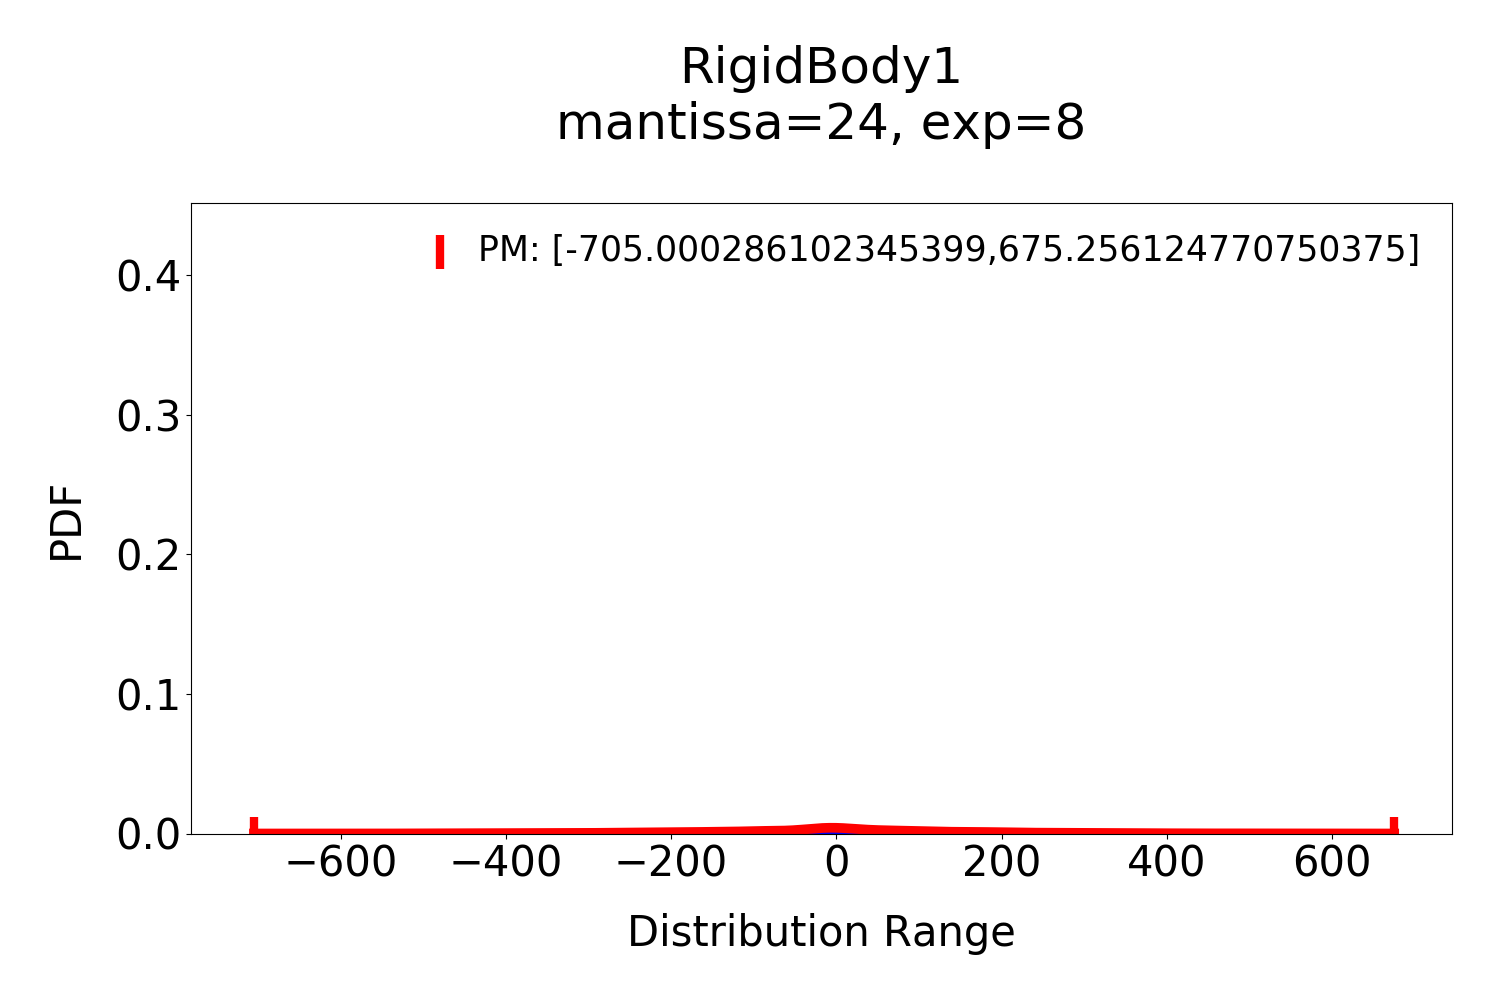 RigidBody1
mantissa=24, exp=8
PM: [-705.000286102345399,675.256124770750375]
0.4
0.3
0.2
0.1
0.0
PDF
−600
−400
−200
0
200
400
600
Distribution Range